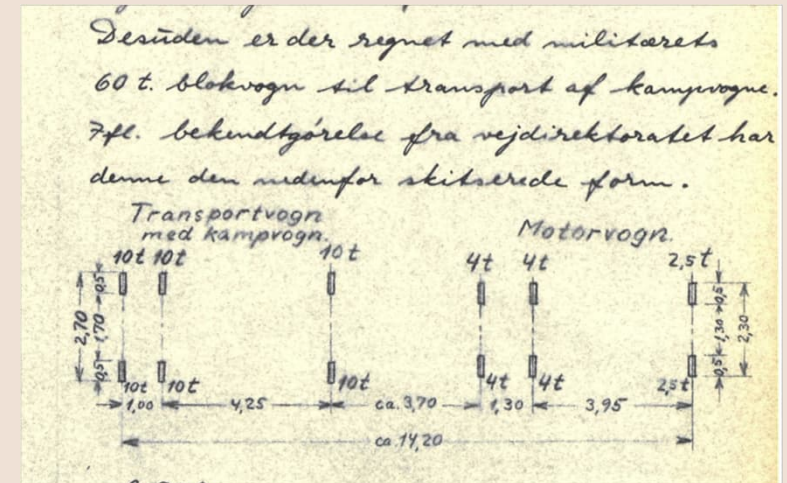 Desuden er der regnet med militærets
60 t. blokvogn til transport af kampvogne.
Ifl. bekendtgörelse fra vejdirektoratet har
denne den nedenfor skitserede form.
Transportvogn
med kampvogn.
Motorvogn.
10t 10t 10t 4t 4t 2,5t
0,5 1,70 0,5 2,70
0,5 1,30 0,5 2,30
10t 10t 10t 4t 4t 2,5t
1,00 4,25 ca. 3,70 1,30 3,95
ca. 14,20